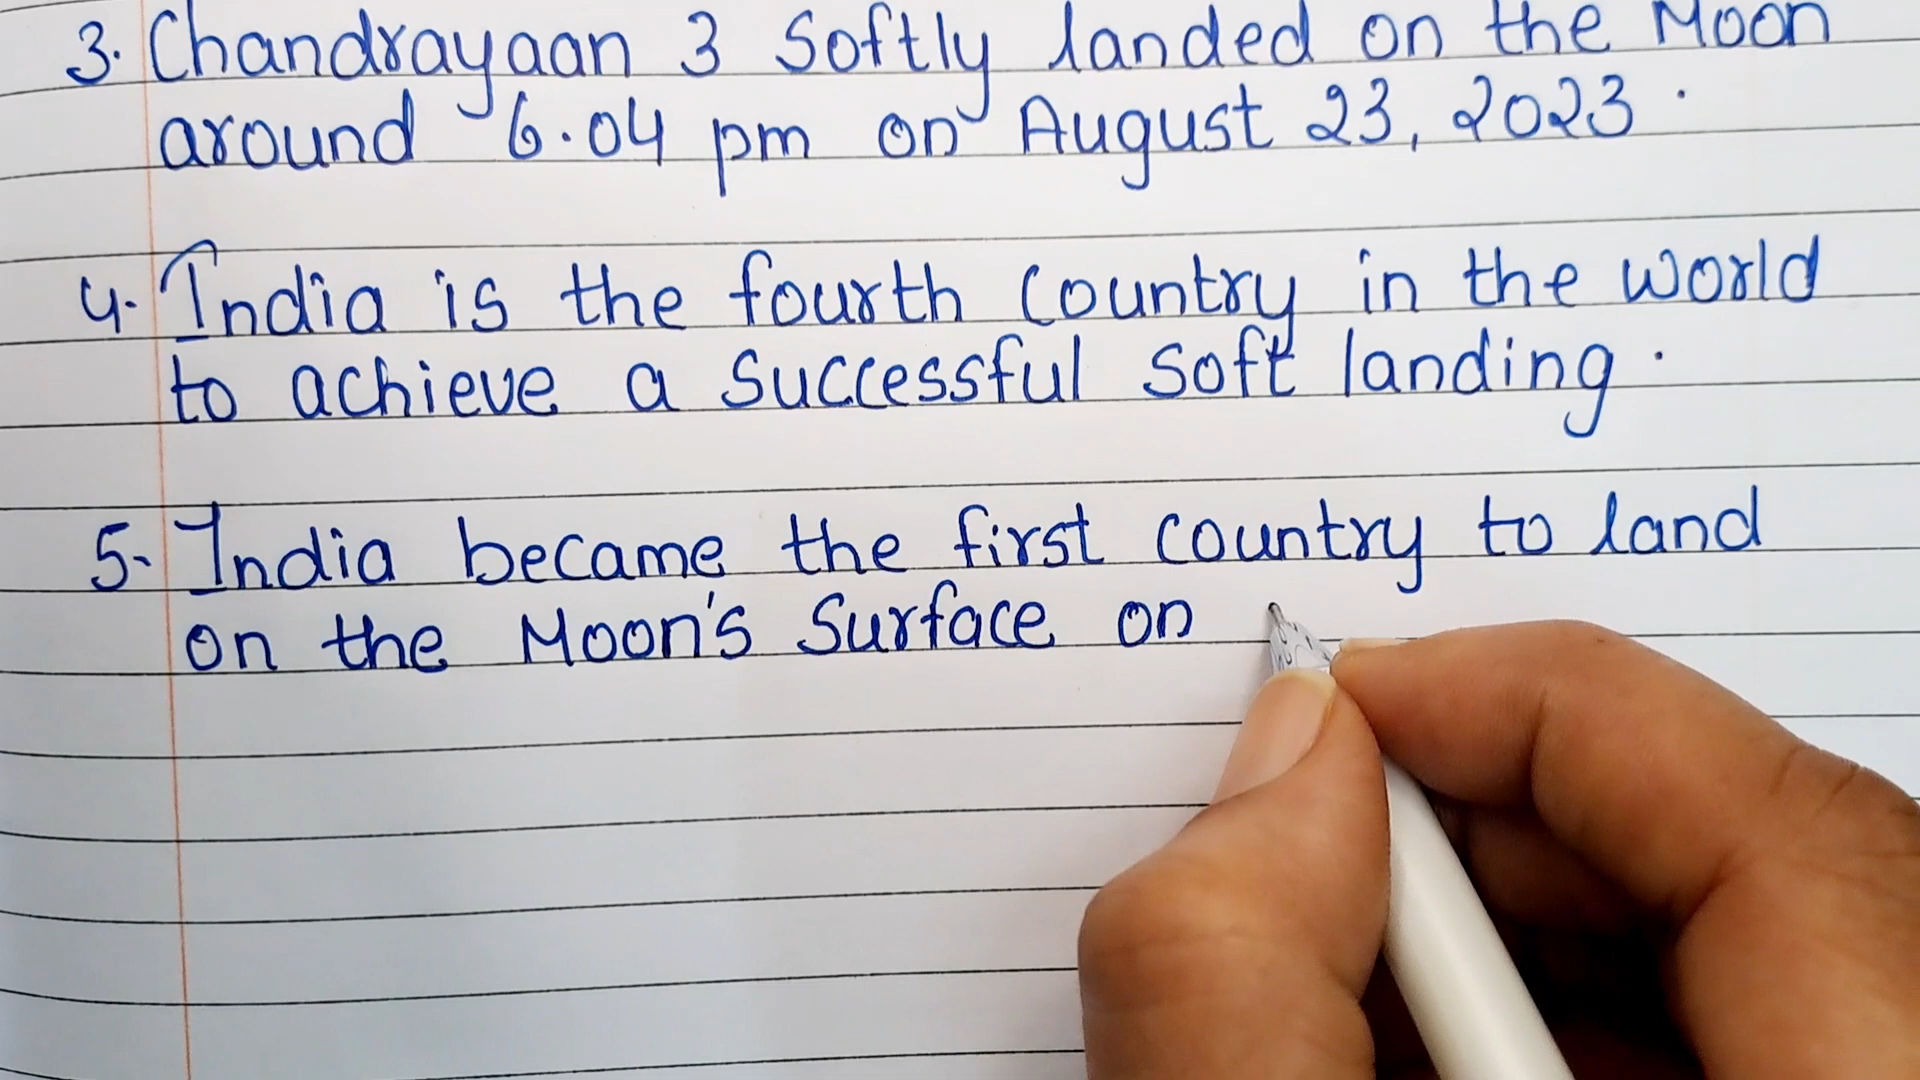 3. Chandrayaan 3 Softly landed on the Moon
around 6.04 pm on August 23, 2023.
4. India is the fourth Country in the world
to achieve a Successful Soft landing.
5. India became the first Country to land
on the Moon's Surface on